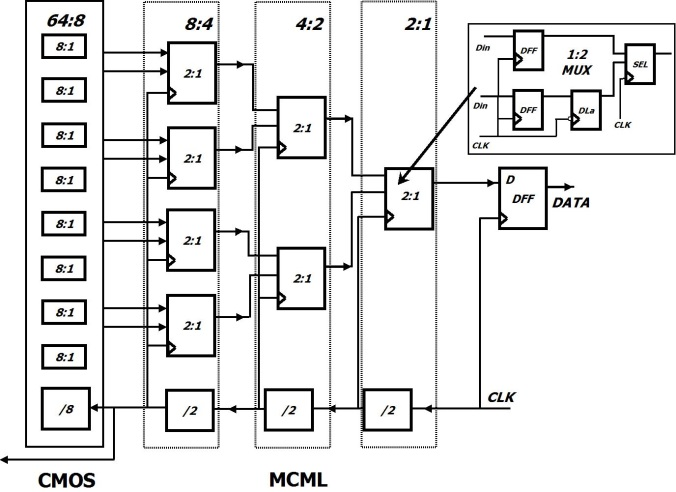 64:8
8:4
4:2
2:1
8:1
8:1
8:1
8:1
8:1
8:1
8:1
8:1
/8
2:1
2:1
2:1
2:1
/2
2:1
2:1
/2
2:1
/2
D
DFF
DATA
CLK
Din
DFF
1:2
MUX
SEL
Din
DFF
DLa
CLK
CLK
CMOS
MCML